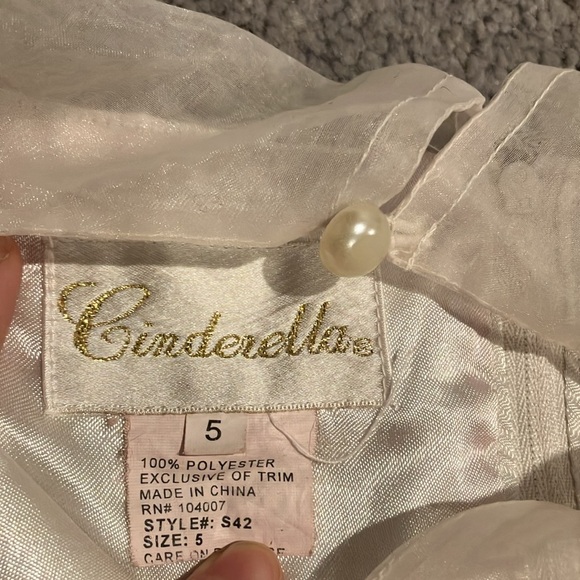 Cinderella®
5
100% POLYESTER
EXCLUSIVE OF TRIM
MADE IN CHINA
RN# 104007
STYLE#: S42
SIZE: 5
CARE ON